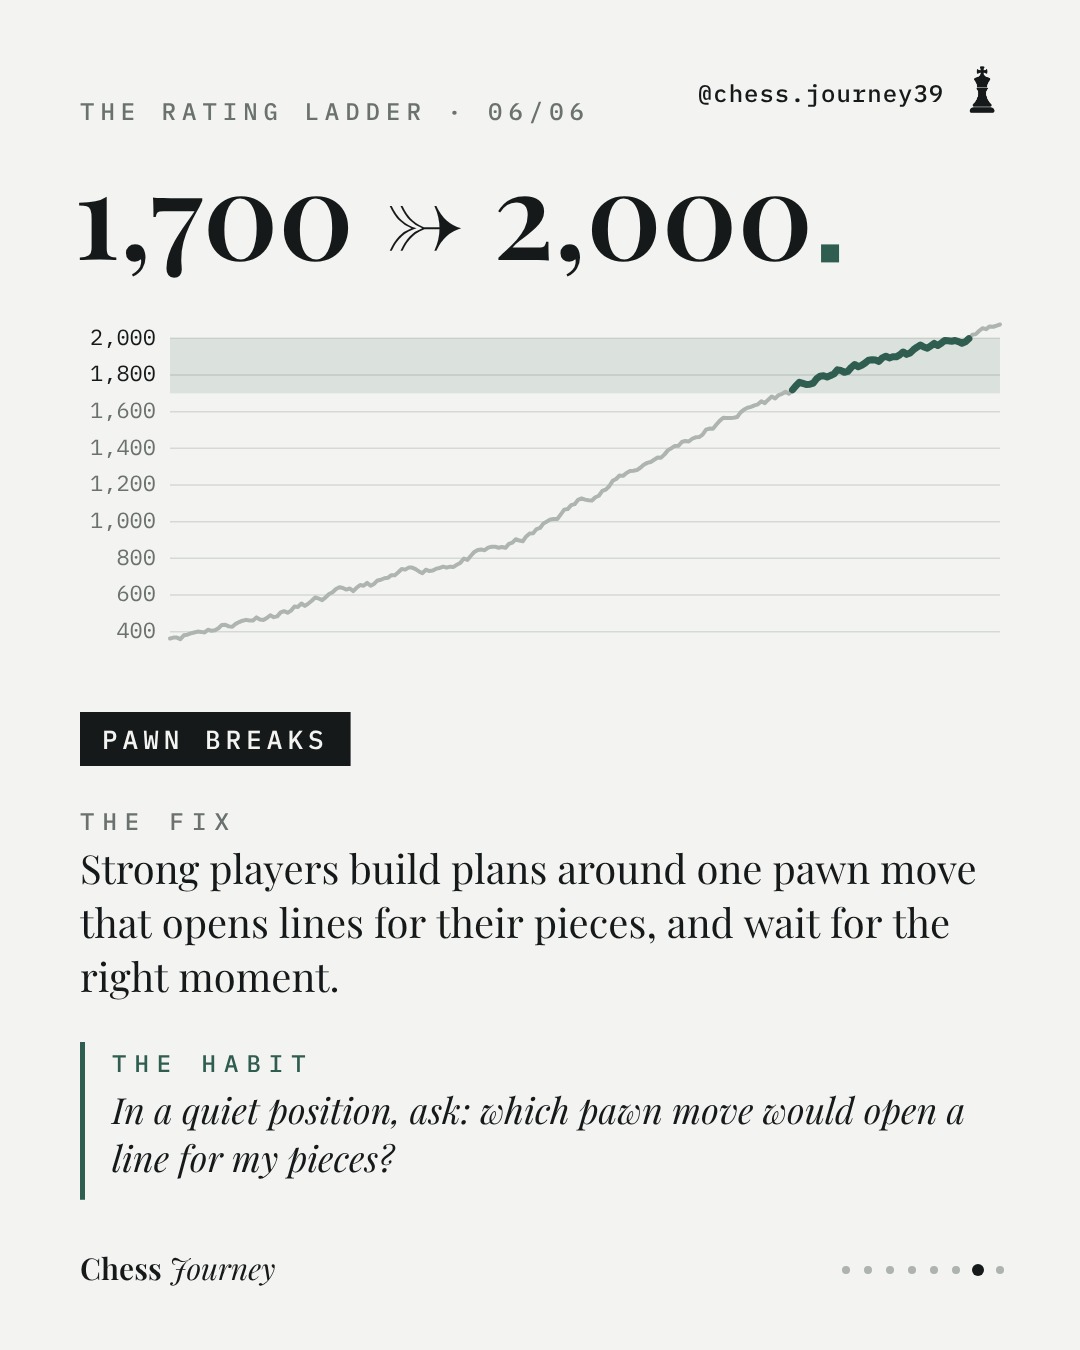 THE RATING LADDER · 06/06
@chess.journey39
1,700 ➳ 2,000.
2,000
1,800
1,600
1,400
1,200
1,000
800
600
400
PAWN BREAKS
THE FIX
Strong players build plans around one pawn move
that opens lines for their pieces, and wait for the
right moment.
THE HABIT
In a quiet position, ask: which pawn move would open a
line for my pieces?
Chess Journey